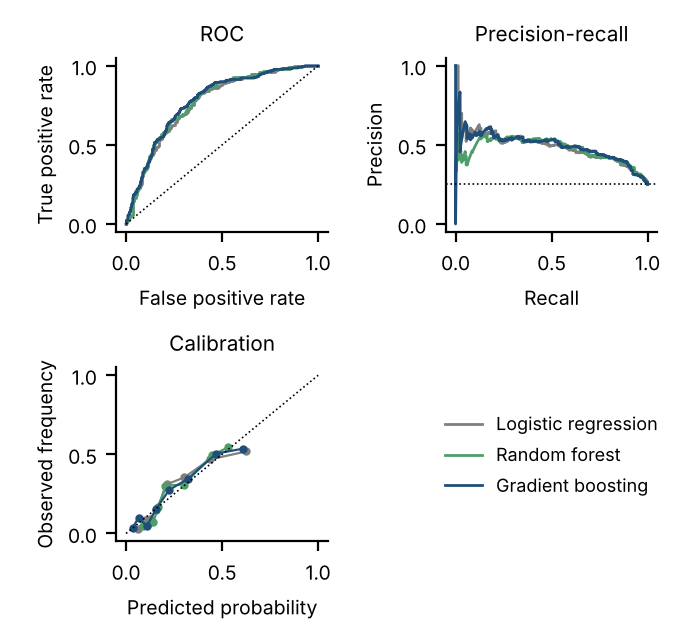 ROC
True positive rate
1.0
0.5
0.0
0.0 0.5 1.0
False positive rate
Precision-recall
Precision
1.0
0.5
0.0
0.0 0.5 1.0
Recall
Calibration
Observed frequency
1.0
0.5
0.0
0.0 0.5 1.0
Predicted probability
Logistic regression
Random forest
Gradient boosting